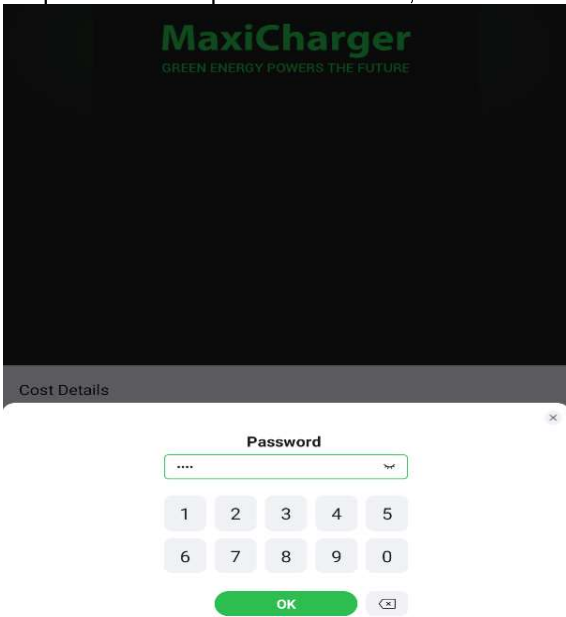 MaxiCharger
GREEN ENERGY POWERS THE FUTURE
Cost Details
Password
••••
1 2 3 4 5
6 7 8 9 0
OK